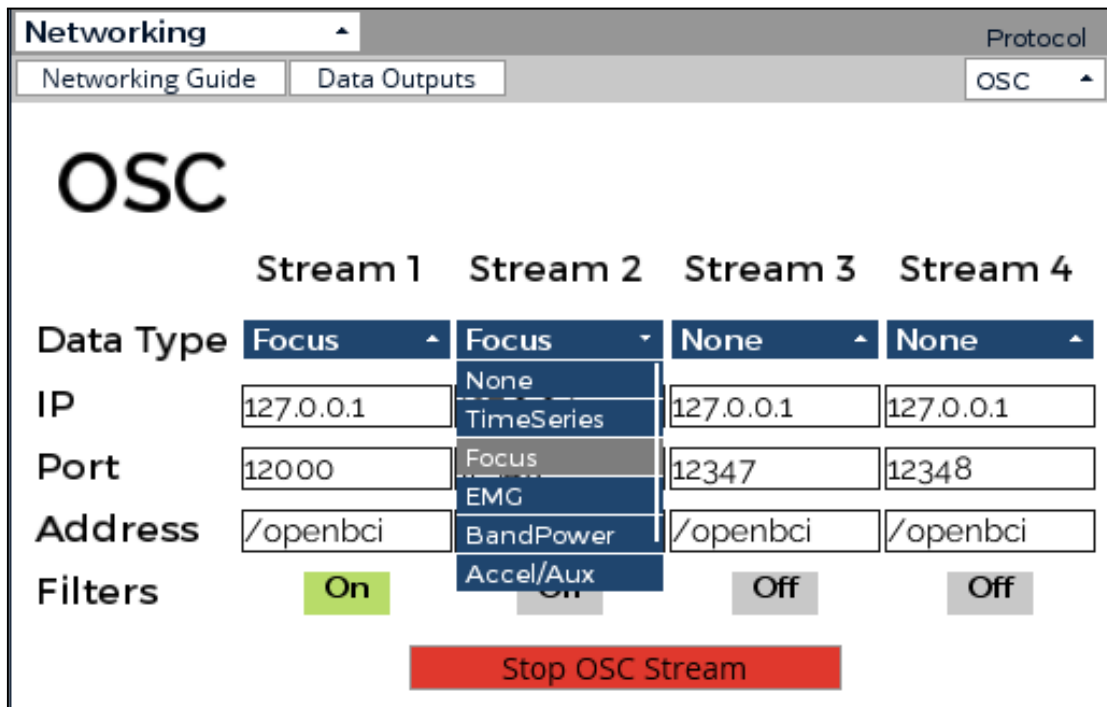 Networking
Protocol
Networking Guide Data Outputs OSC
OSC
Stream 1 Stream 2 Stream 3 Stream 4
Data Type Focus Focus None None
None
IP 127.0.0.1 TimeSeries 127.0.0.1 127.0.0.1
Port 12000 Focus 12347 12348
EMG
Address /openbci BandPower /openbci /openbci
Accel/Aux
Filters On Off Off
Stop OSC Stream